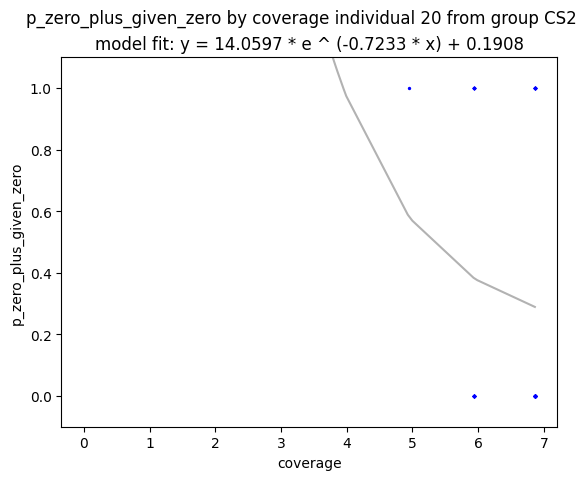 p_zero_plus_given_zero by coverage individual 20 from group CS2
model fit: y = 14.0597 * e ^ (-0.7233 * x) + 0.1908
1.0
0.8
0.6
0.4
0.2
0.0
p_zero_plus_given_zero
0 1 2 3 4 5 6 7
coverage